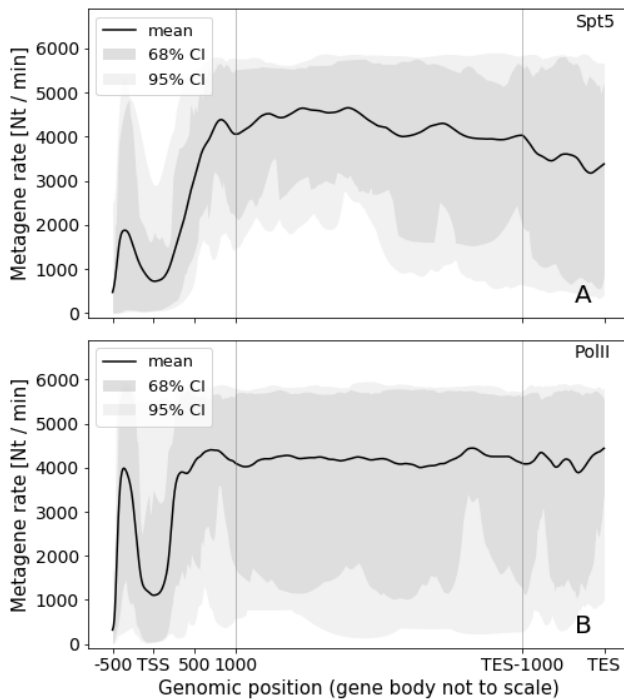 Spt5
mean
68% CI
95% CI
Metagene rate [Nt / min]
6000
5000
4000
3000
2000
1000
0
A
PolII
mean
68% CI
95% CI
Metagene rate [Nt / min]
6000
5000
4000
3000
2000
1000
0
B
-500 TSS 500 1000 TES-1000 TES
Genomic position (gene body not to scale)